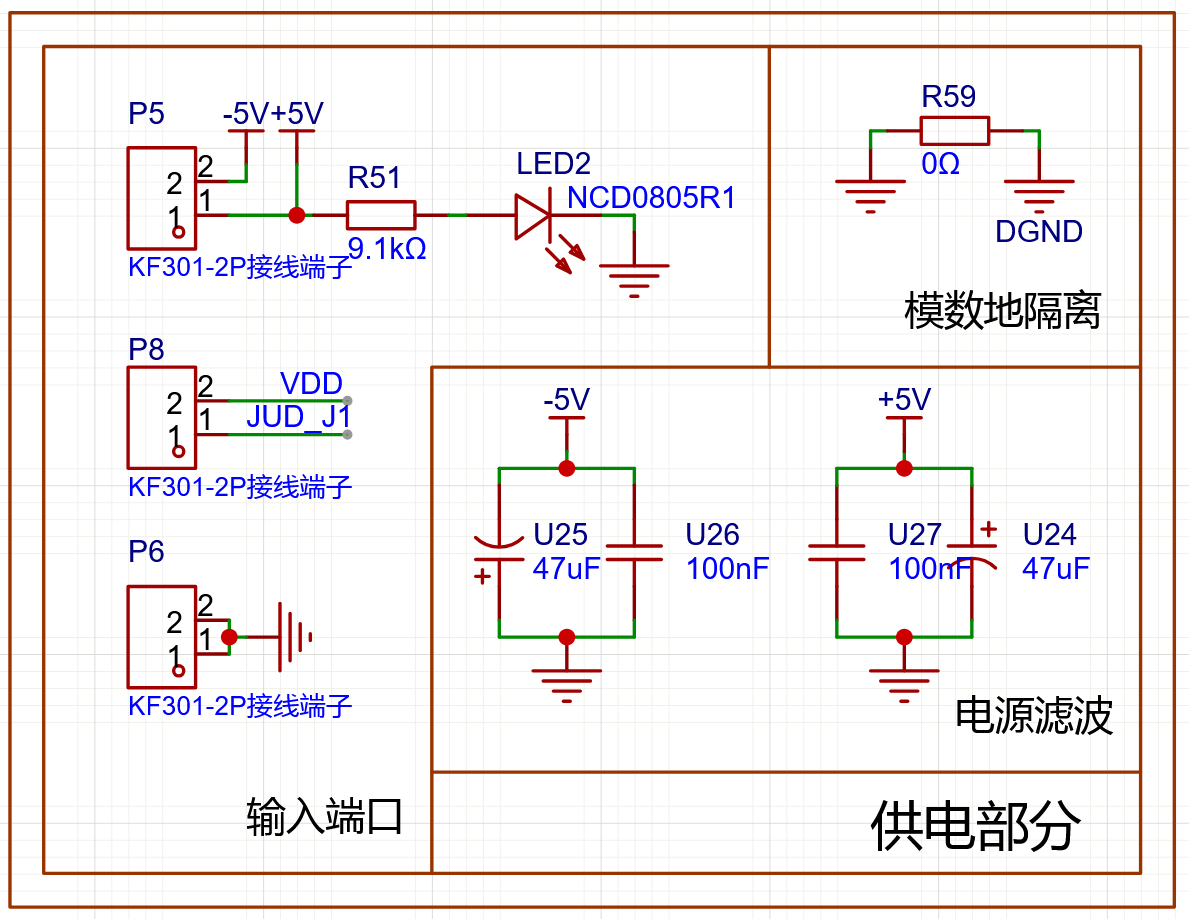 P5
-5V+5V
2
2
1
1
KF301-2P接线端子
R51
9.1kΩ
LED2
NCD0805R1
R59
0Ω
DGND
模数地隔离
P8
2
2
1
1
VDD
JUD_J1
KF301-2P接线端子
P6
2
2
1
1
KF301-2P接线端子
输入端口
-5V
U25
47uF
+
U26
100nF
+5V
U27
100nF
+
U24
47uF
电源滤波
供电部分